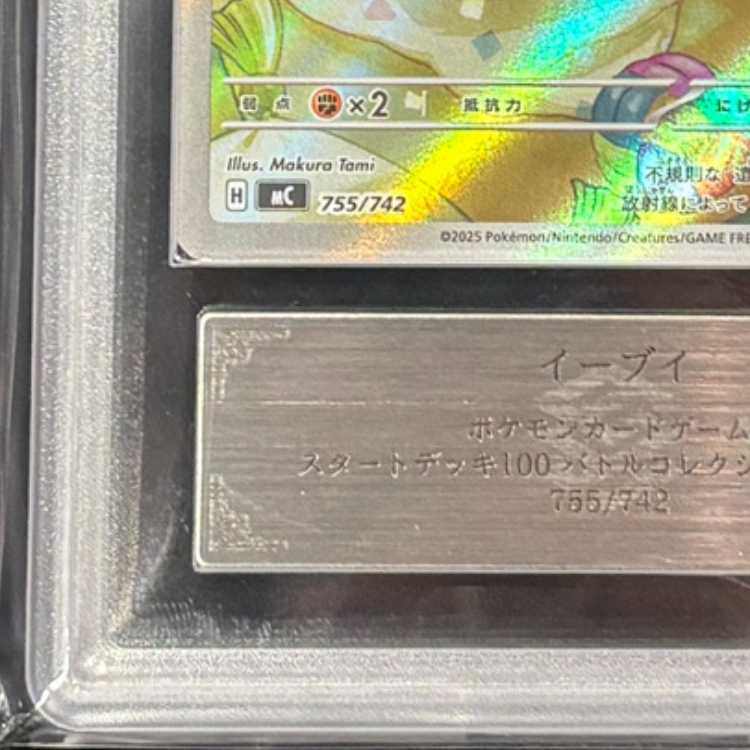 弱点 ×2 抵抗力 にげ
Illus. Makura Tami
不規則な
H MC 755/742
放射線によって
©2025 Pokémon/Nintendo/Creatures/GAME FRE
イーブイ
ポケモンカードゲーム
スタートデッキ100 バトルコレクシ
755/742